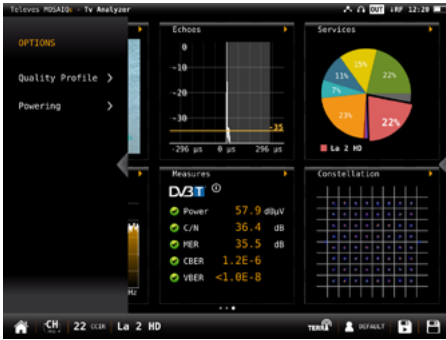 Televes MOSAIQ6 - Tv Analyzer
OUT RF 12:20
OPTIONS
Quality Profile >
Powering >
Echoes
0
-10
-20
-30
-35
-296 µs 0 µs 296 µs
Services
15%
22%
11%
7%
23%
22%
La 2 HD
Hz
Measures
DVB T
Power 57.9 dBµV
C/N 36.4 dB
MER 35.5 dB
CBER 1.2E-6
VBER <1.0E-8
Constellation
CH 22 CCIR La 2 HD
TERRA DEFAULT